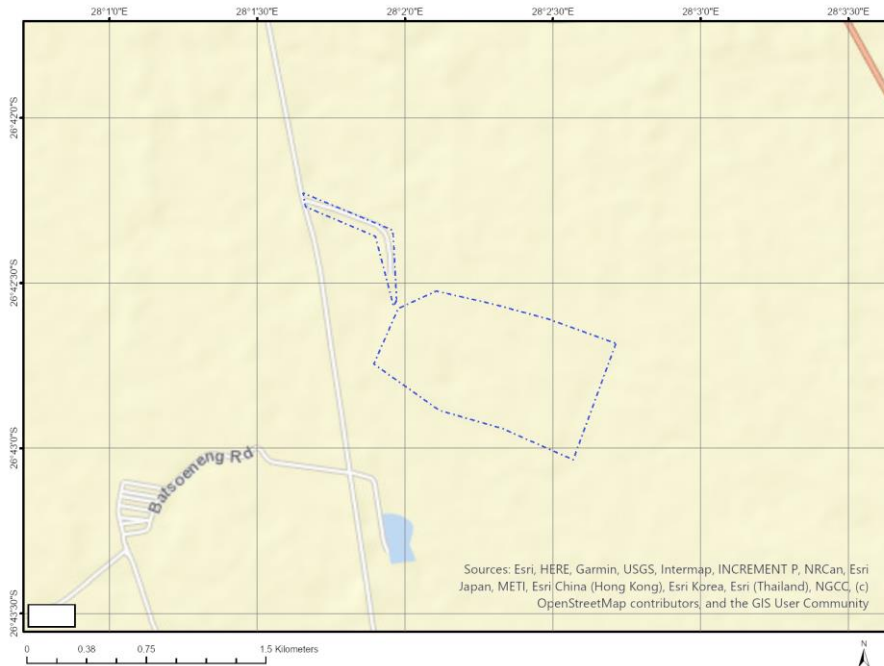 28°1'0"E 28°1'30"E 28°2'0"E 28°2'30"E 28°3'0"E 28°3'30"E
26°42'0"S
26°42'30"S
26°43'0"S
26°43'30"S
Batsoeneng Rd
Sources: Esri, HERE, Garmin, USGS, Intermap, INCREMENT P, NRCan, Esri
Japan, METI, Esri China (Hong Kong), Esri Korea, Esri (Thailand), NGCC, (c)
OpenStreetMap contributors, and the GIS User Community
0 0.38 0.75 1.5 Kilometers
N